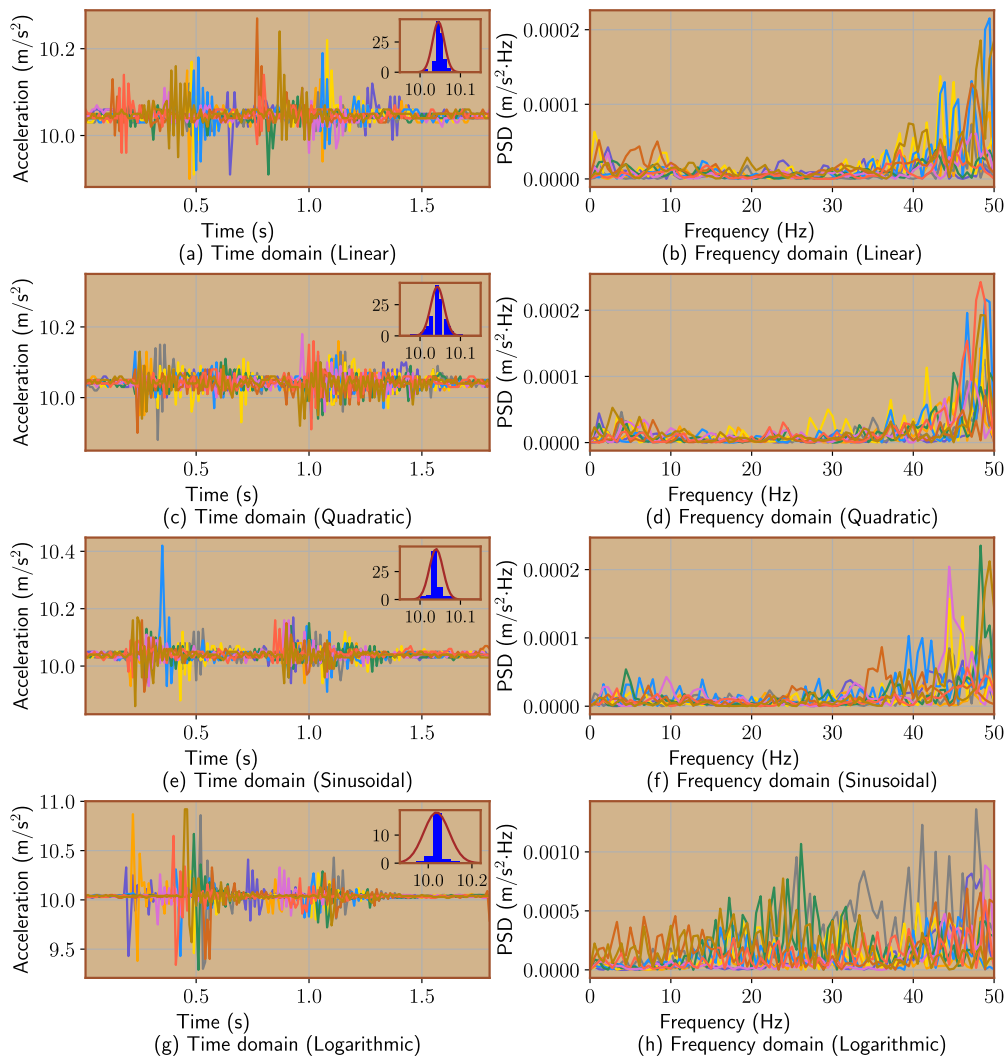 Acceleration (m/s²)
10.2
10.0
25
0
10.0 10.1
0.5 1.0 1.5
Time (s)
(a) Time domain (Linear)
PSD (m/s²·Hz)
0.0002
0.0001
0.0000
0 10 20 30 40 50
Frequency (Hz)
(b) Frequency domain (Linear)
Acceleration (m/s²)
10.2
10.0
25
0
10.0 10.1
0.5 1.0 1.5
Time (s)
(c) Time domain (Quadratic)
PSD (m/s²·Hz)
0.0002
0.0001
0.0000
0 10 20 30 40 50
Frequency (Hz)
(d) Frequency domain (Quadratic)
Acceleration (m/s²)
10.4
10.2
10.0
25
0
10.0 10.1
0.5 1.0 1.5
Time (s)
(e) Time domain (Sinusoidal)
PSD (m/s²·Hz)
0.0002
0.0001
0.0000
0 10 20 30 40 50
Frequency (Hz)
(f) Frequency domain (Sinusoidal)
Acceleration (m/s²)
11.0
10.5
10.0
9.5
10
0
10.0 10.2
0.5 1.0 1.5
Time (s)
(g) Time domain (Logarithmic)
PSD (m/s²·Hz)
0.0010
0.0005
0.0000
0 10 20 30 40 50
Frequency (Hz)
(h) Frequency domain (Logarithmic)